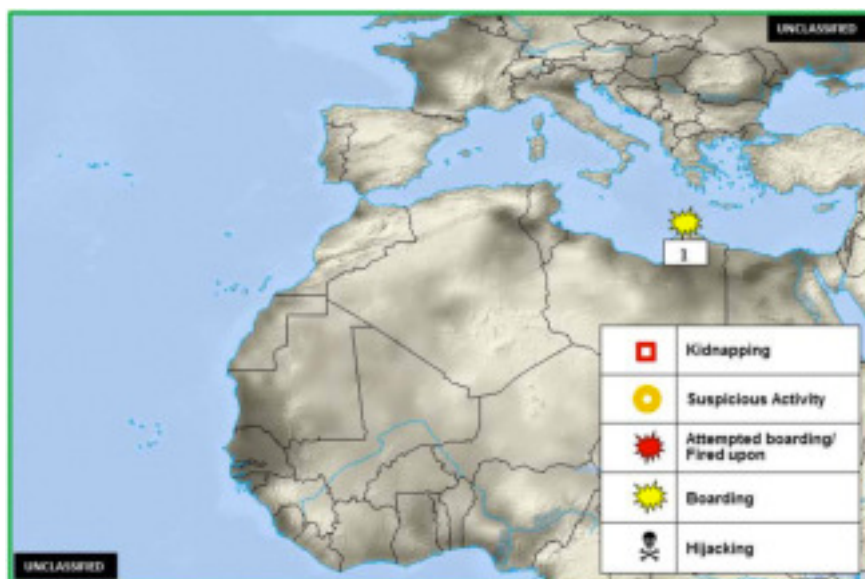 UNCLASSIFIED
1
Kidnapping
Suspicious Activity
Attempted boarding/
Fired upon
Boarding
Hijacking
UNCLASSIFIED